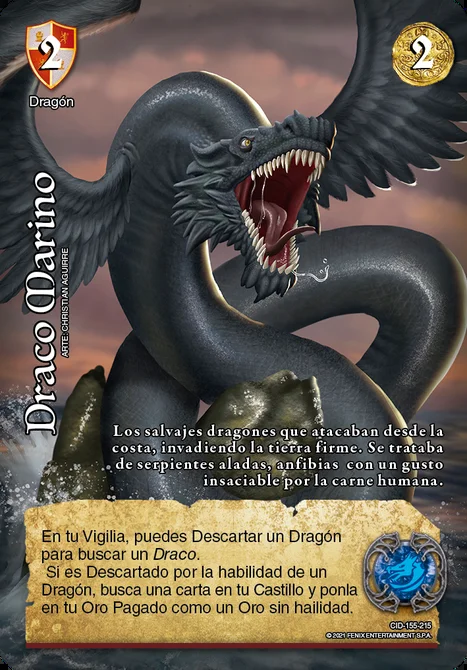 2
2
Dragón
Draco Marino
ARTE: CHRISTIAN AGUIRRE
Los salvajes dragones que atacaban desde la
costa, invadiendo la tierra firme. Se trataba
de serpientes aladas, anfibias con un gusto
insaciable por la carne humana.
En tu Vigilia, puedes Descartar un Dragón
para buscar un Draco.
Si es Descartado por la habilidad de un
Dragón, busca una carta en tu Castillo y ponla
en tu Oro Pagado como un Oro sin hailidad.
CID-155-215
© 2021 FENIX ENTERTAINMENT S.P.A.